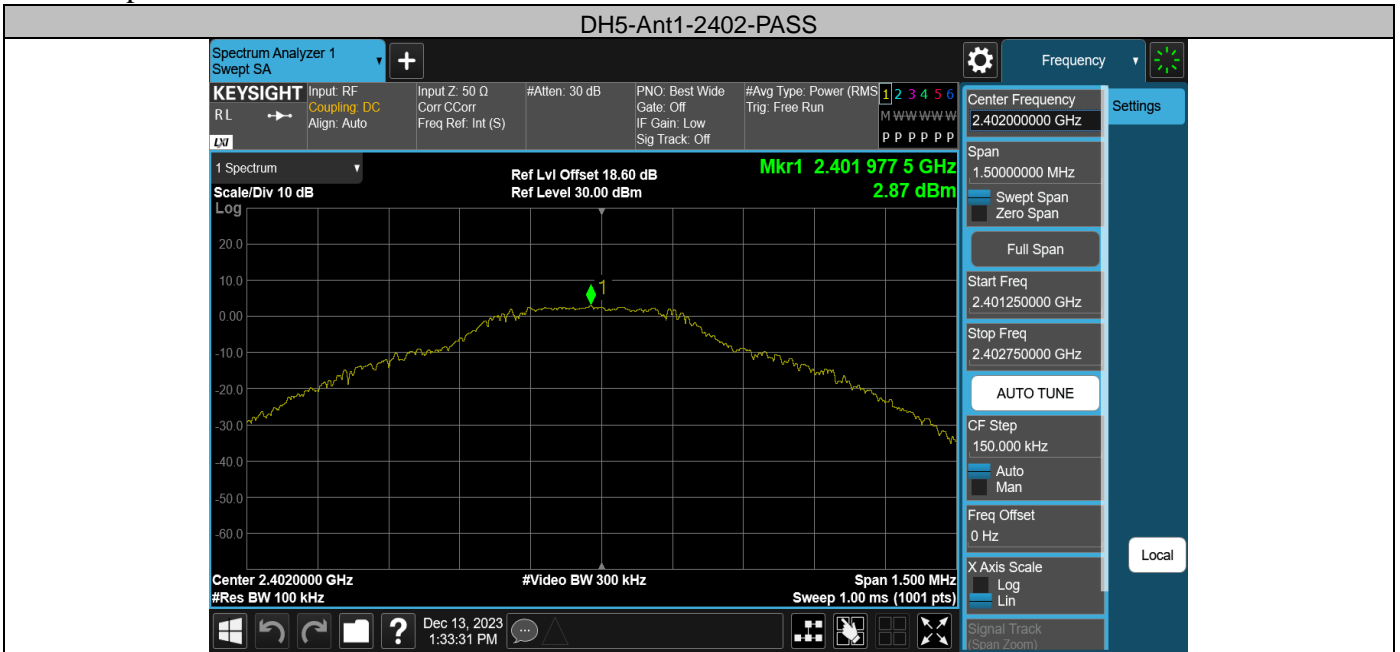 DH5-Ant1-2402-PASS
Spectrum Analyzer 1
Swept SA
Frequency
KEYSIGHT
RL
LXI
Input: RF
Coupling: DC
Align: Auto
Input Z: 50 Ω
Corr CCorr
Freq Ref: Int (S)
#Atten: 30 dB
PNO: Best Wide
Gate: Off
IF Gain: Low
Sig Track: Off
#Avg Type: Power (RMS
Trig: Free Run
1 2 3 4 5 6
M W W W W W
P P P P P P
1 Spectrum
Scale/Div 10 dB
Log
Ref Lvl Offset 18.60 dB
Ref Level 30.00 dBm
Mkr1 2.401 977 5 GHz
2.87 dBm
20.0
10.0
0.00
-10.0
-20.0
-30.0
-40.0
-50.0
-60.0
1
Center 2.4020000 GHz
#Res BW 100 kHz
#Video BW 300 kHz
Span 1.500 MHz
Sweep 1.00 ms (1001 pts)
Dec 13, 2023
1:33:31 PM
Center Frequency
2.402000000 GHz
Settings
Span
1.50000000 MHz
Swept Span
Zero Span
Full Span
Start Freq
2.401250000 GHz
Stop Freq
2.402750000 GHz
AUTO TUNE
CF Step
150.000 kHz
Auto
Man
Freq Offset
0 Hz
X Axis Scale
Log
Lin
Signal Track
(Span Zoom)
Local